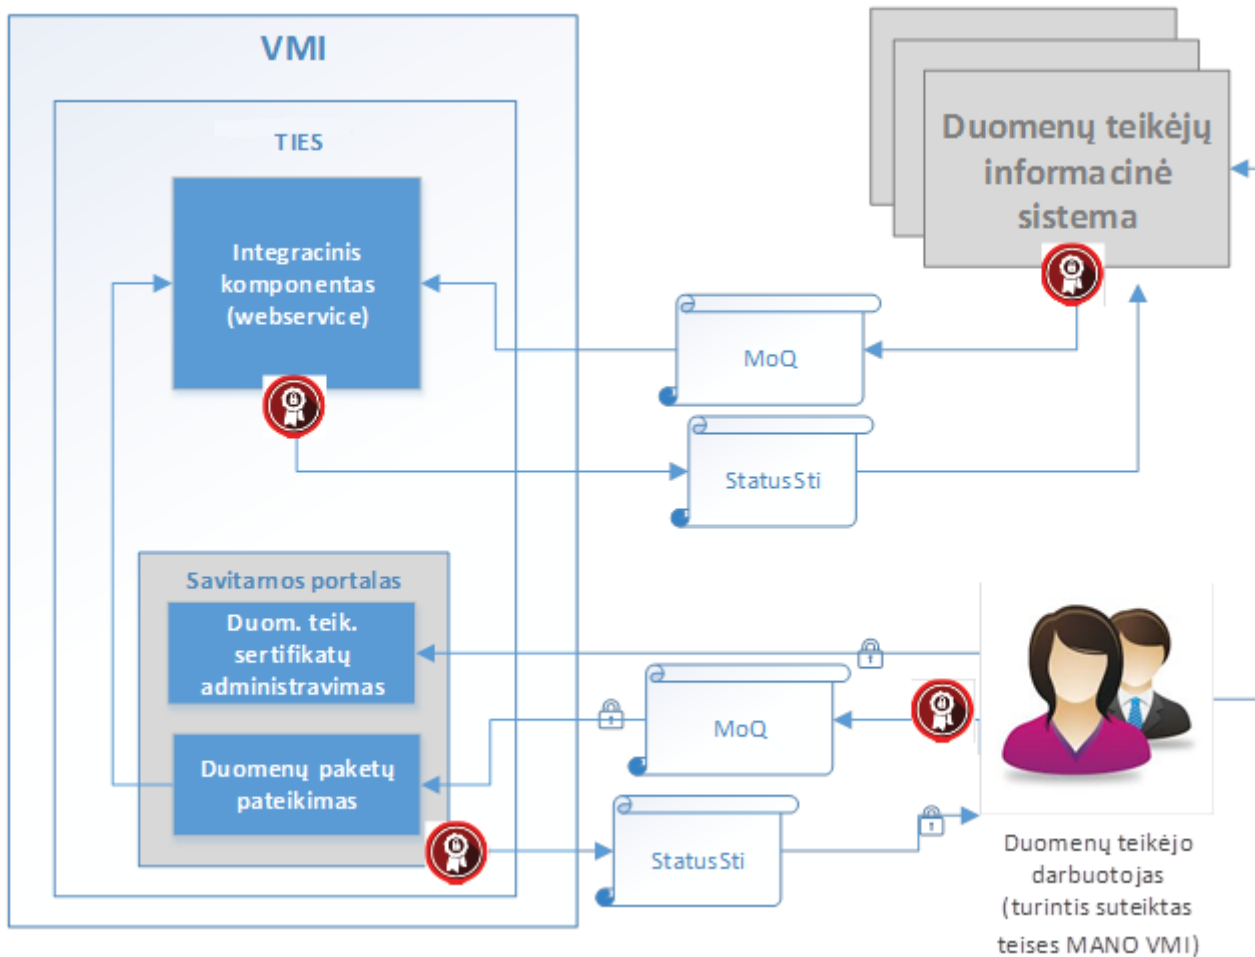 VMI
TIES
Integracinis
komponentas
(webservice)
Duomenų teikėjų
informacinė
sistema
MoQ
StatusSti
Savitarnos portalas
Duom. teik.
sertifikatų
administravimas
MoQ
Duomenų paketų
pateikimas
StatusSti
Duomenų teikėjo
darbuotojas
(turintis suteiktas
teises MANO VMI)